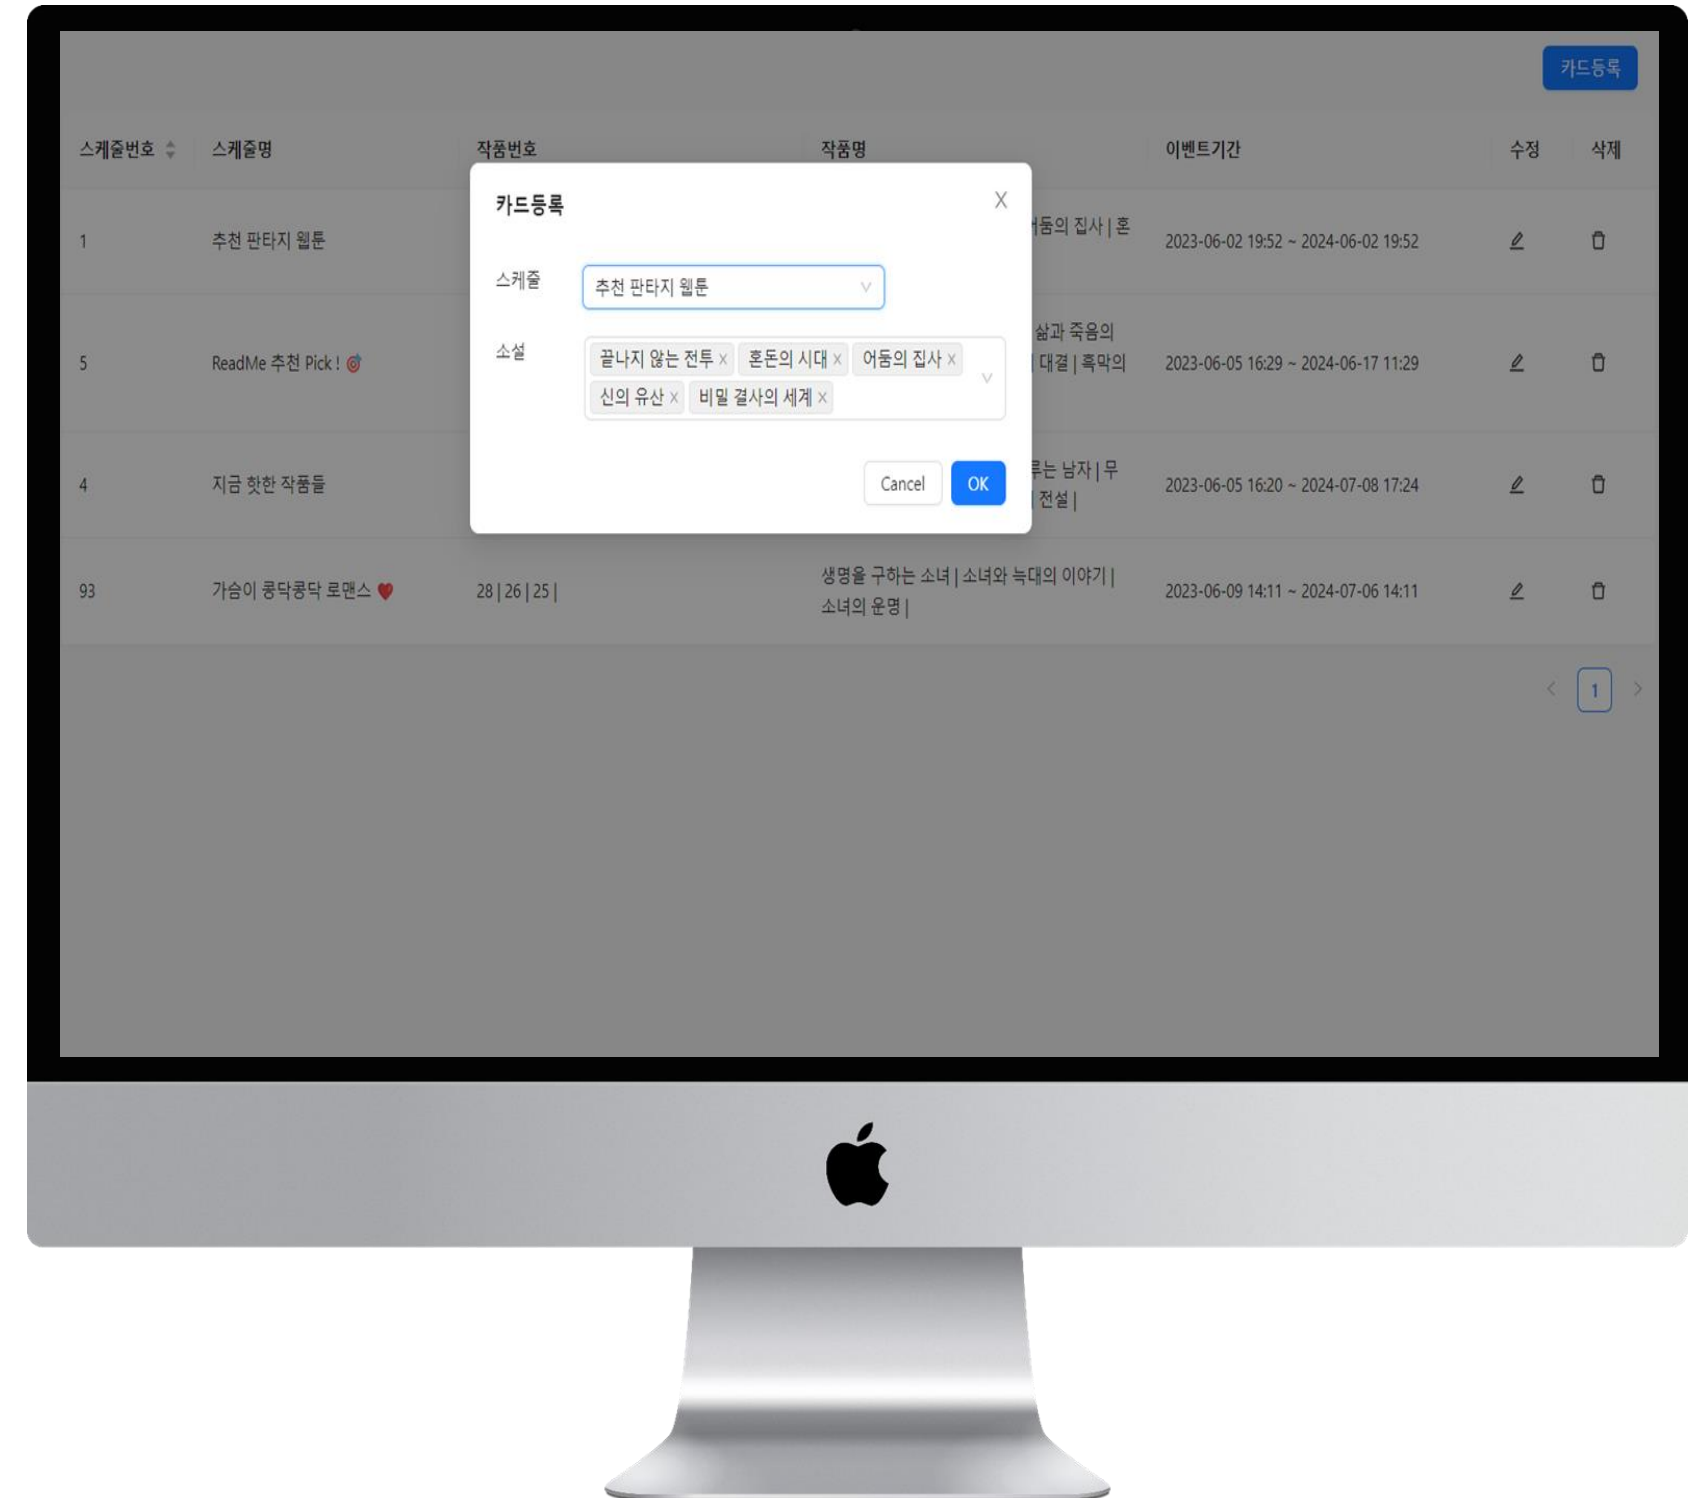 카드등록
스케줄번호 스케줄명 작품번호 작품명 이벤트기간 수정 삭제
카드등록 X
스케줄 추천 판타지 웹툰
소설 끝나지 않는 전투 x 혼돈의 시대 x 어둠의 집사 x
신의 유산 x 비밀 결사의 세계 x
Cancel OK
1 추천 판타지 웹툰 집사 | 혼 2023-06-02 19:52 ~ 2024-06-02 19:52
5 ReadMe 추천 Pick ! 삶과 죽음의
대결 | 흑막의 2023-06-05 16:29 ~ 2024-06-17 11:29
4 지금 핫한 작품들 남자 | 무
전설 | 2023-06-05 16:20 ~ 2024-07-08 17:24
93 가슴이 콩닥콩닥 로맨스 28 | 26 | 25 | 생명을 구하는 소녀 | 소녀와 늑대의 이야기 |
소녀의 운명 | 2023-06-09 14:11 ~ 2024-07-06 14:11
< 1 >